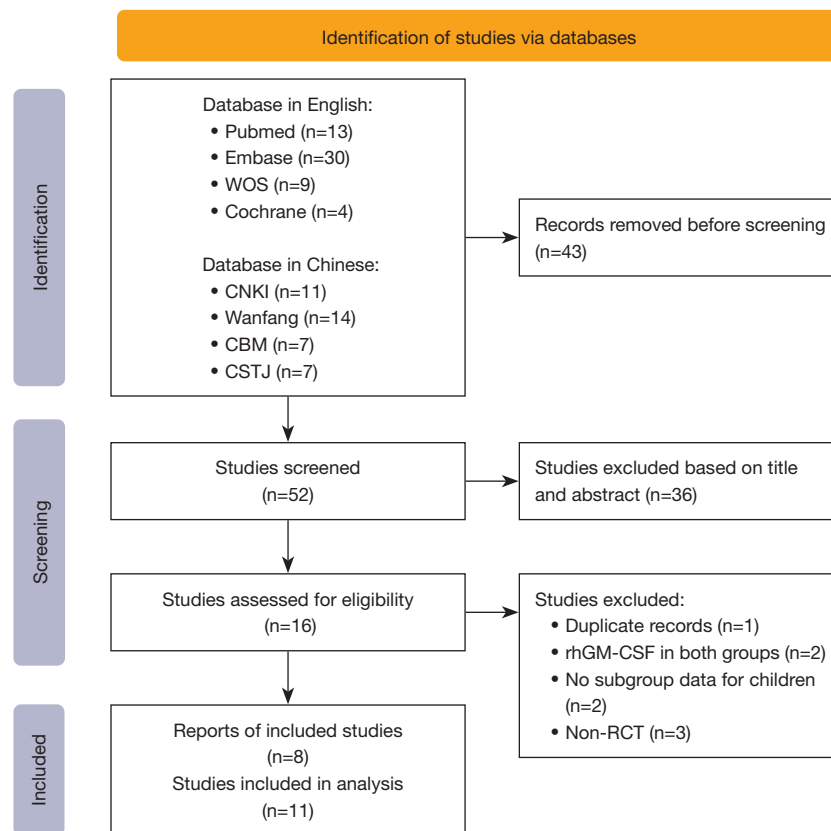 Identification of studies via databases
Identification
Database in English:
• Pubmed (n=13)
• Embase (n=30)
• WOS (n=9)
• Cochrane (n=4)
Database in Chinese:
• CNKI (n=11)
• Wanfang (n=14)
• CBM (n=7)
• CSTJ (n=7)
Records removed before screening
(n=43)
Screening
Studies screened
(n=52)
Studies excluded based on title
and abstract (n=36)
Studies assessed for eligibility
(n=16)
Studies excluded:
• Duplicate records (n=1)
• rhGM-CSF in both groups (n=2)
• No subgroup data for children
(n=2)
• Non-RCT (n=3)
Included
Reports of included studies
(n=8)
Studies included in analysis
(n=11)